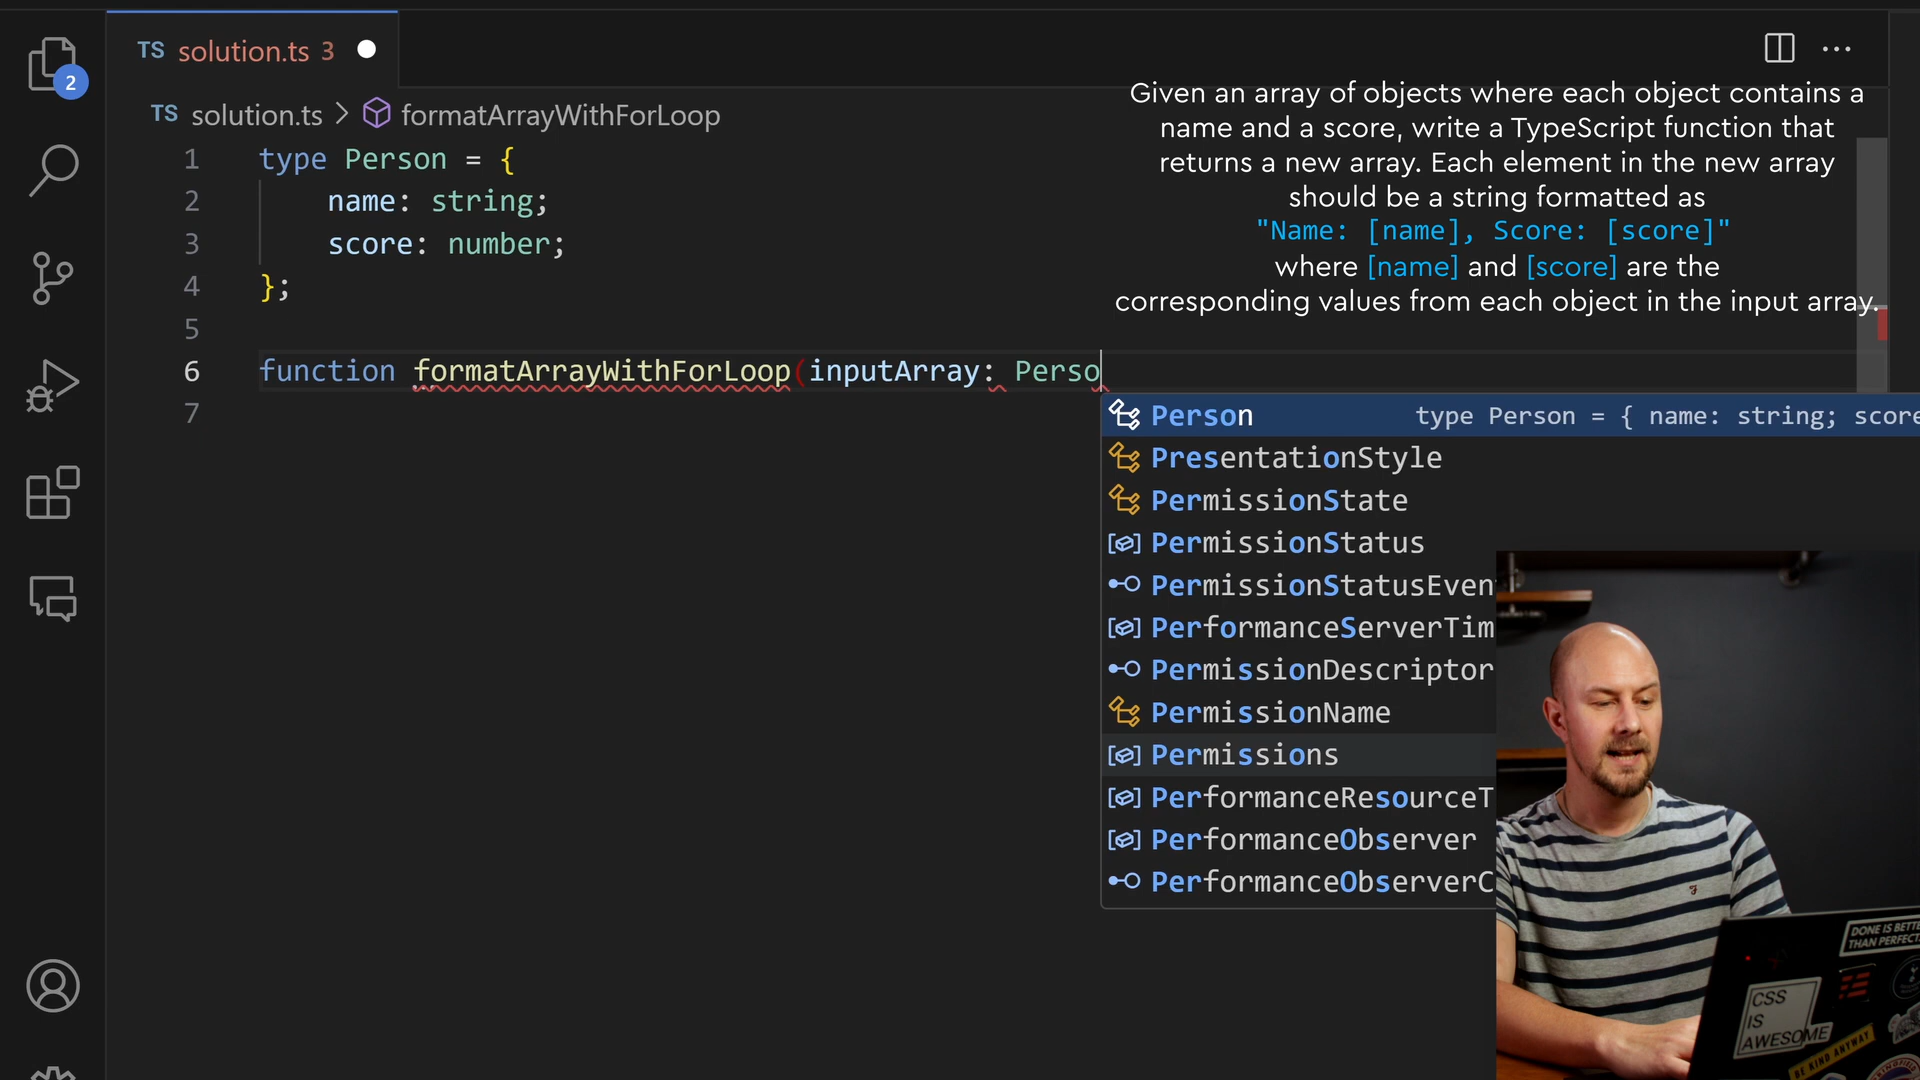 TS solution.ts 3
2
TS solution.ts > formatArrayWithForLoop
Given an array of objects where each object contains a
name and a score, write a TypeScript function that
returns a new array. Each element in the new array
should be a string formatted as
"Name: [name], Score: [score]"
where [name] and [score] are the
corresponding values from each object in the input array.
1 type Person = {
2 name: string;
3 score: number;
4 };
5
6 function formatArrayWithForLoop(inputArray: Perso
7
Person type Person = { name: string; score
PresentationStyle
PermissionState
PermissionStatus
PermissionStatusEven
PerformanceServerTim
PermissionDescriptor
PermissionName
Permissions
PerformanceResourceT
PerformanceObserver
PerformanceObserverC
DONE IS BETTE
THAN PERFECT
CSS
IS
AWESOME
BE KIND ANYWAY